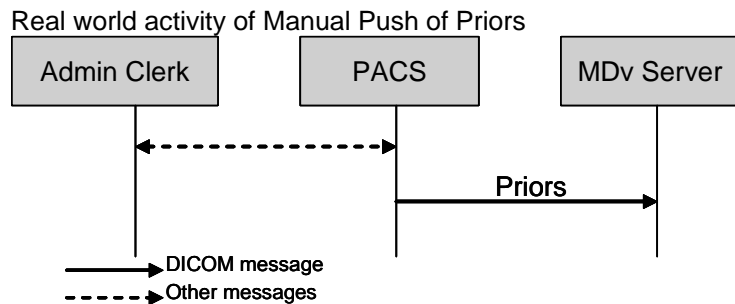 Real world activity of Manual Push of Priors
Admin Clerk
PACS
MDv Server
Priors
DICOM message
Other messages